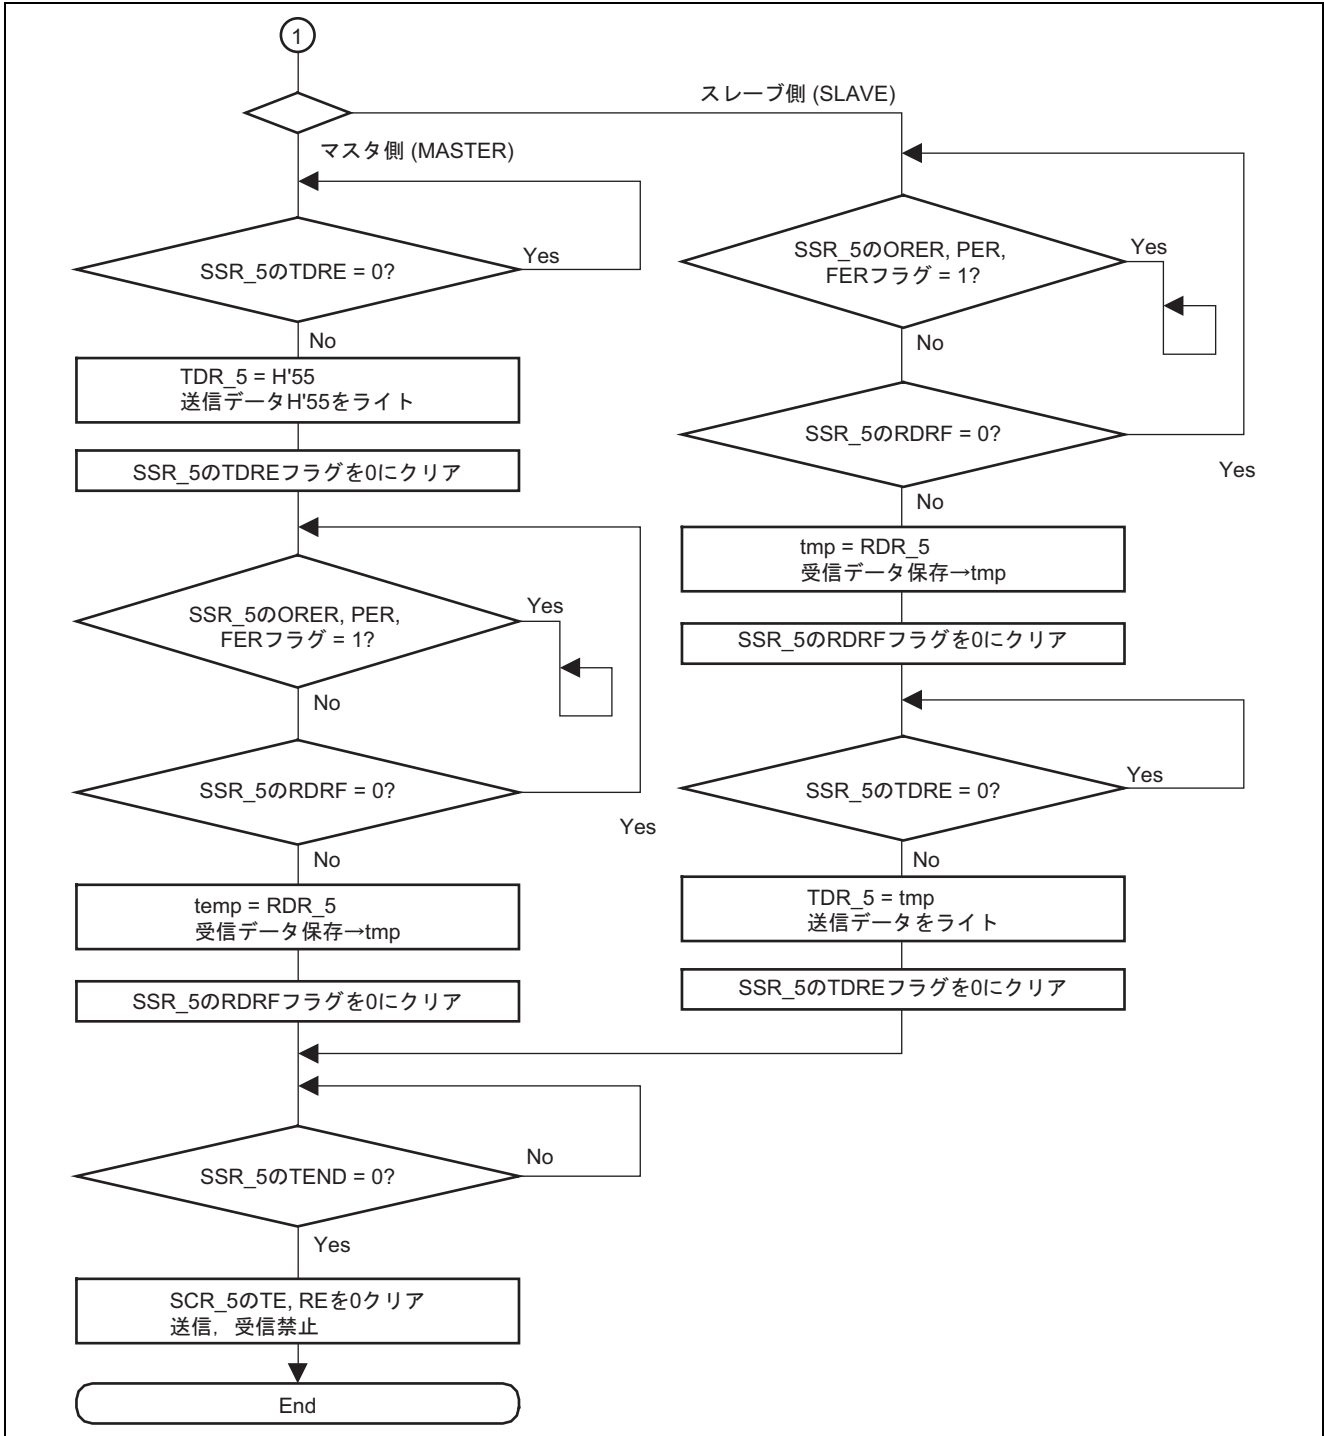 1
スレーブ側 (SLAVE)
マスタ側 (MASTER)
SSR_5のTDRE = 0?
Yes
No
TDR_5 = H'55
送信データH'55をライト
SSR_5のTDREフラグを0にクリア
SSR_5のORER, PER,
FERフラグ = 1?
Yes
No
SSR_5のRDRF = 0?
Yes
No
temp = RDR_5
受信データ保存→tmp
SSR_5のRDRFフラグを0にクリア
SSR_5のORER, PER,
FERフラグ = 1?
Yes
No
SSR_5のRDRF = 0?
Yes
No
tmp = RDR_5
受信データ保存→tmp
SSR_5のRDRFフラグを0にクリア
SSR_5のTDRE = 0?
Yes
No
TDR_5 = tmp
送信データをライト
SSR_5のTDREフラグを0にクリア
SSR_5のTEND = 0?
No
Yes
SCR_5のTE, REを0クリア
送信，受信禁止
End